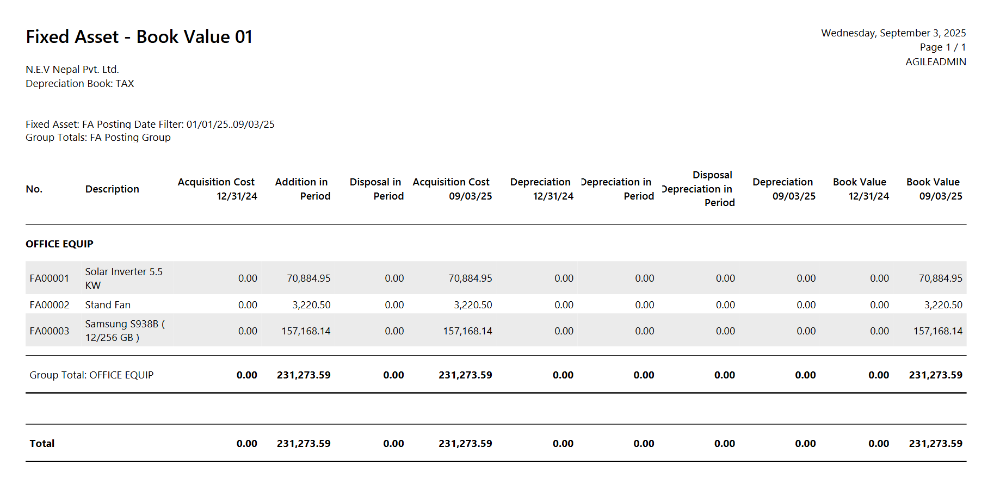 Fixed Asset - Book Value 01
Wednesday, September 3, 2025
Page 1 / 1
AGILEADMIN
N.E.V Nepal Pvt. Ltd.
Depreciation Book: TAX
Fixed Asset: FA Posting Date Filter: 01/01/25..09/03/25
Group Totals: FA Posting Group
No. Description Acquisition Cost 12/31/24 Addition in Period Disposal in Period Acquisition Cost 09/03/25 Depreciation 12/31/24 Depreciation in Period Disposal Depreciation in Period Depreciation 09/03/25 Book Value 12/31/24 Book Value 09/03/25
OFFICE EQUIP
FA00001 Solar Inverter 5.5 KW 0.00 70,884.95 0.00 70,884.95 0.00 0.00 0.00 0.00 0.00 70,884.95
FA00002 Stand Fan 0.00 3,220.50 0.00 3,220.50 0.00 0.00 0.00 0.00 0.00 3,220.50
FA00003 Samsung S938B ( 12/256 GB ) 0.00 157,168.14 0.00 157,168.14 0.00 0.00 0.00 0.00 0.00 157,168.14
Group Total: OFFICE EQUIP 0.00 231,273.59 0.00 231,273.59 0.00 0.00 0.00 0.00 0.00 231,273.59
Total 0.00 231,273.59 0.00 231,273.59 0.00 0.00 0.00 0.00 0.00 231,273.59